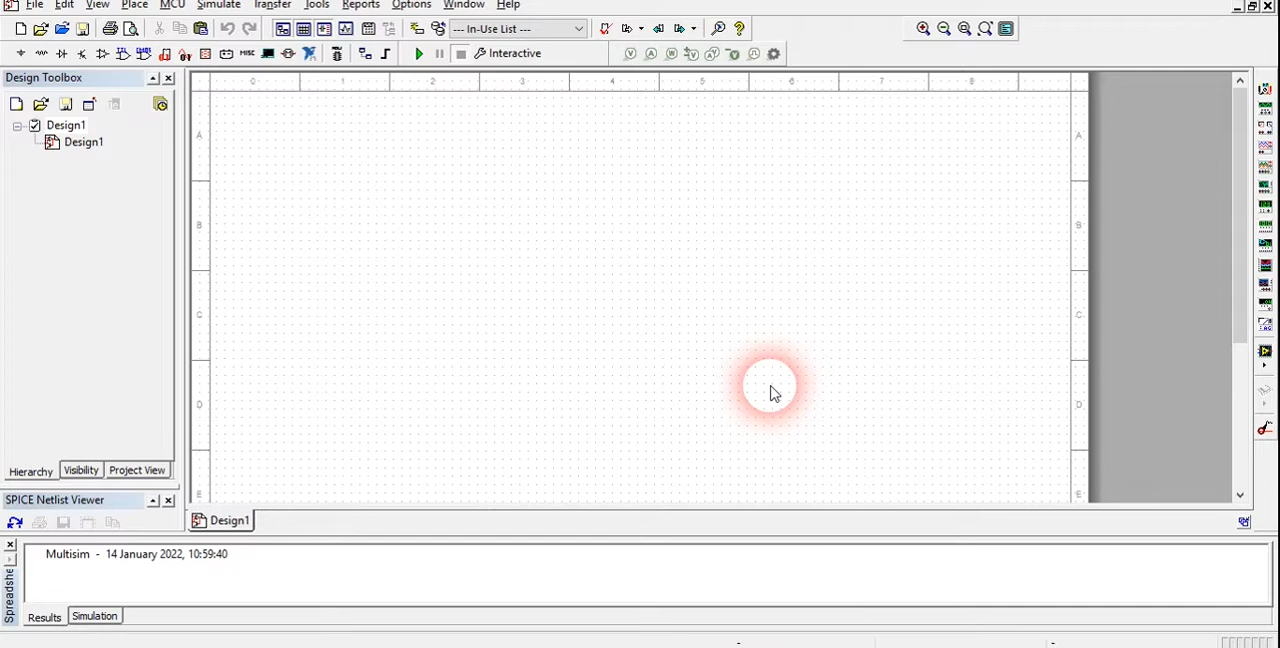 File Edit View Place MCU Simulate Transfer Tools Reports Options Window Help
--- In-Use List ---
MISC Interactive
Design Toolbox
0 1 2 3 4 5 6 7 8
Design1
Design1
A A
B B
C C
D D
E E
Hierarchy Visibility Project View
SPICE Netlist Viewer
Design1
Multisim - 14 January 2022, 10:59:40
Spreadshe
Results Simulation
- -